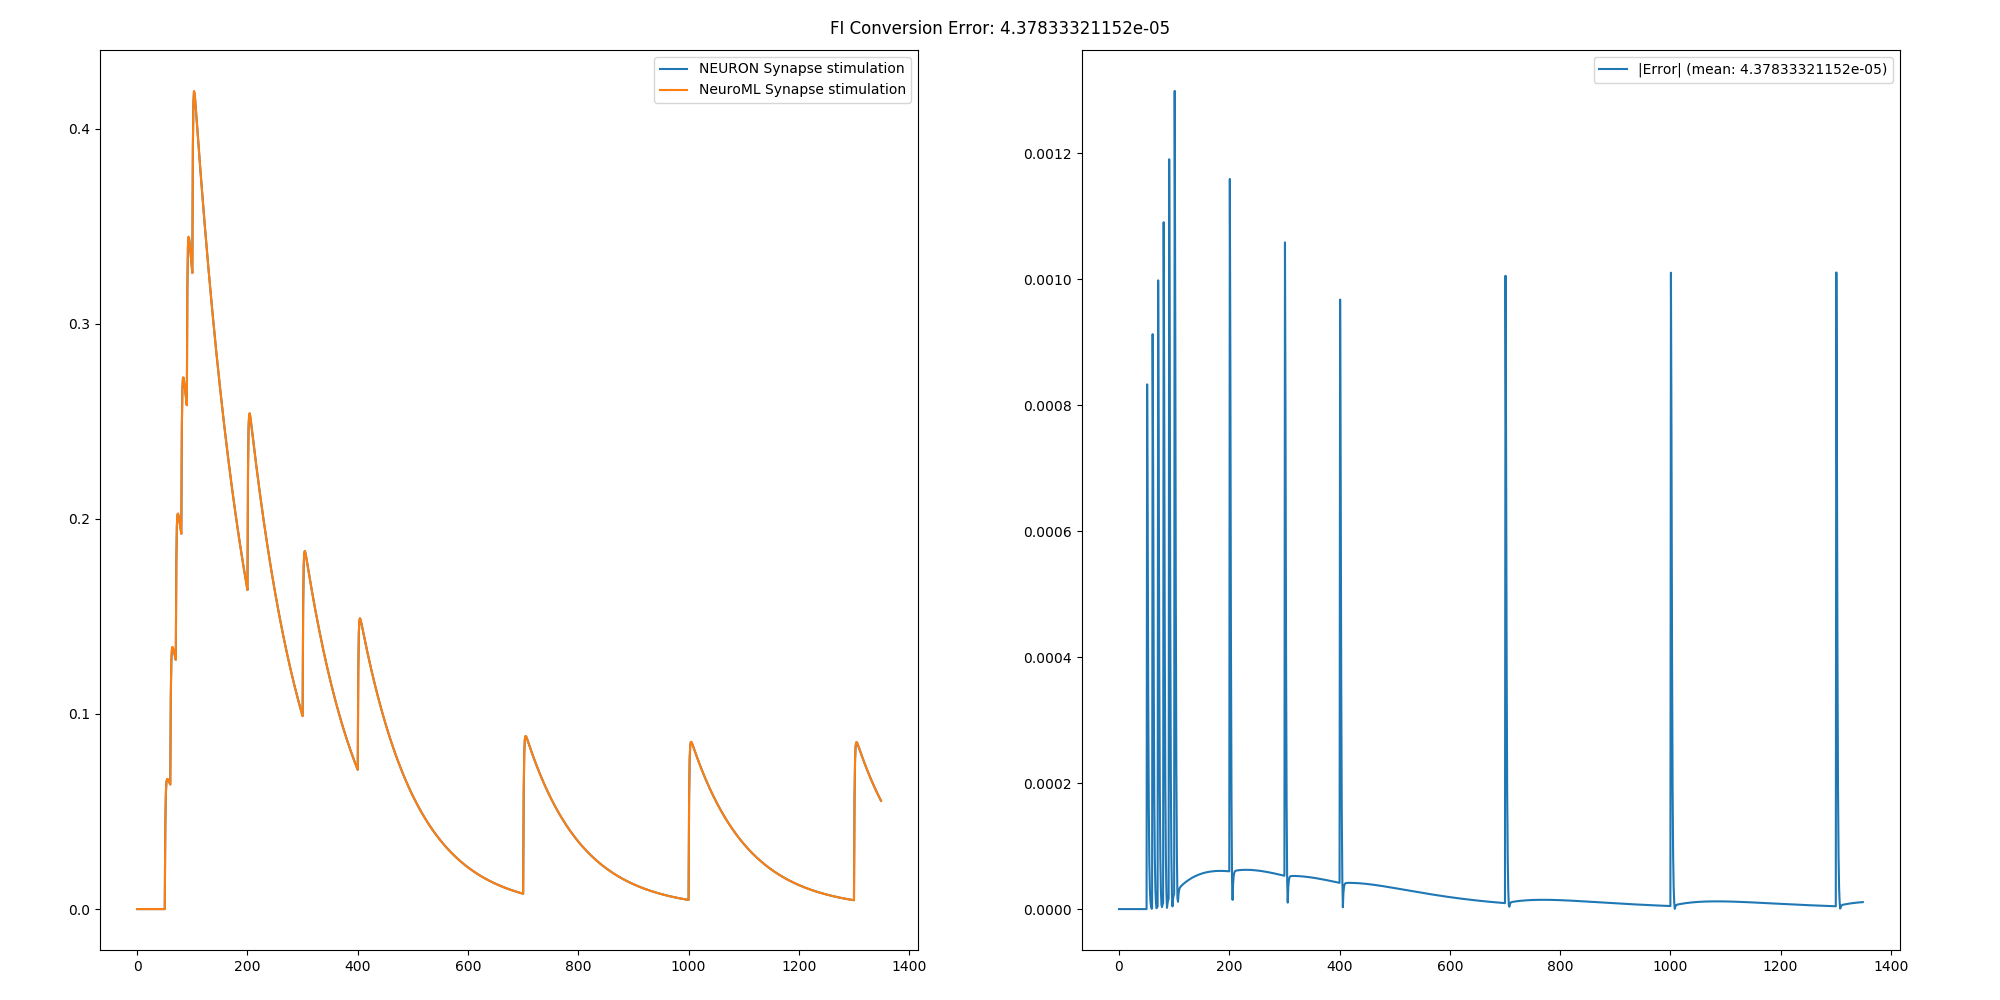 FI Conversion Error: 4.37833321152e-05
NEURON Synapse stimulation
NeuroML Synapse stimulation
0.4
0.3
0.2
0.1
0.0
0 200 400 600 800 1000 1200 1400
|Error| (mean: 4.37833321152e-05)
0.0012
0.0010
0.0008
0.0006
0.0004
0.0002
0.0000
0 200 400 600 800 1000 1200 1400